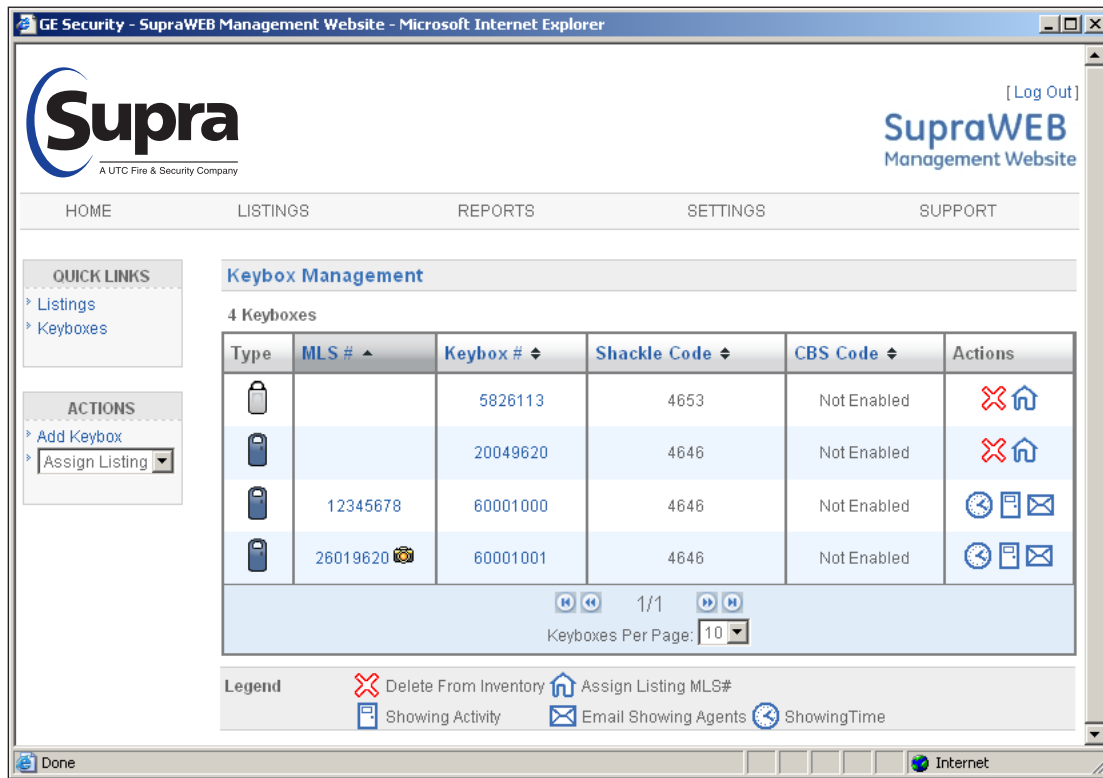 GE Security - SupraWEB Management Website - Microsoft Internet Explorer
Supra
A UTC Fire & Security Company
[ Log Out ]
SupraWEB
Management Website
HOME LISTINGS REPORTS SETTINGS SUPPORT
QUICK LINKS
Listings
Keyboxes
ACTIONS
Add Keybox
Assign Listing
Keybox Management
4 Keyboxes
Type MLS # Keybox # Shackle Code CBS Code Actions
5826113 4653 Not Enabled
20049620 4646 Not Enabled
12345678 60001000 4646 Not Enabled
26019620 60001001 4646 Not Enabled
1/1
Keyboxes Per Page: 10
Legend Delete From Inventory Assign Listing MLS#
Showing Activity Email Showing Agents ShowingTime
Done Internet